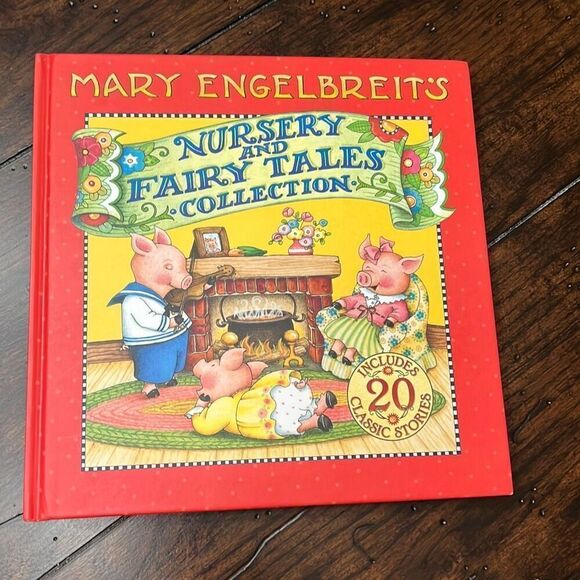 MARY ENGELBREIT'S
NURSERY
AND
FAIRY TALES
·COLLECTION·
INCLUDES
20
CLASSIC STORIES